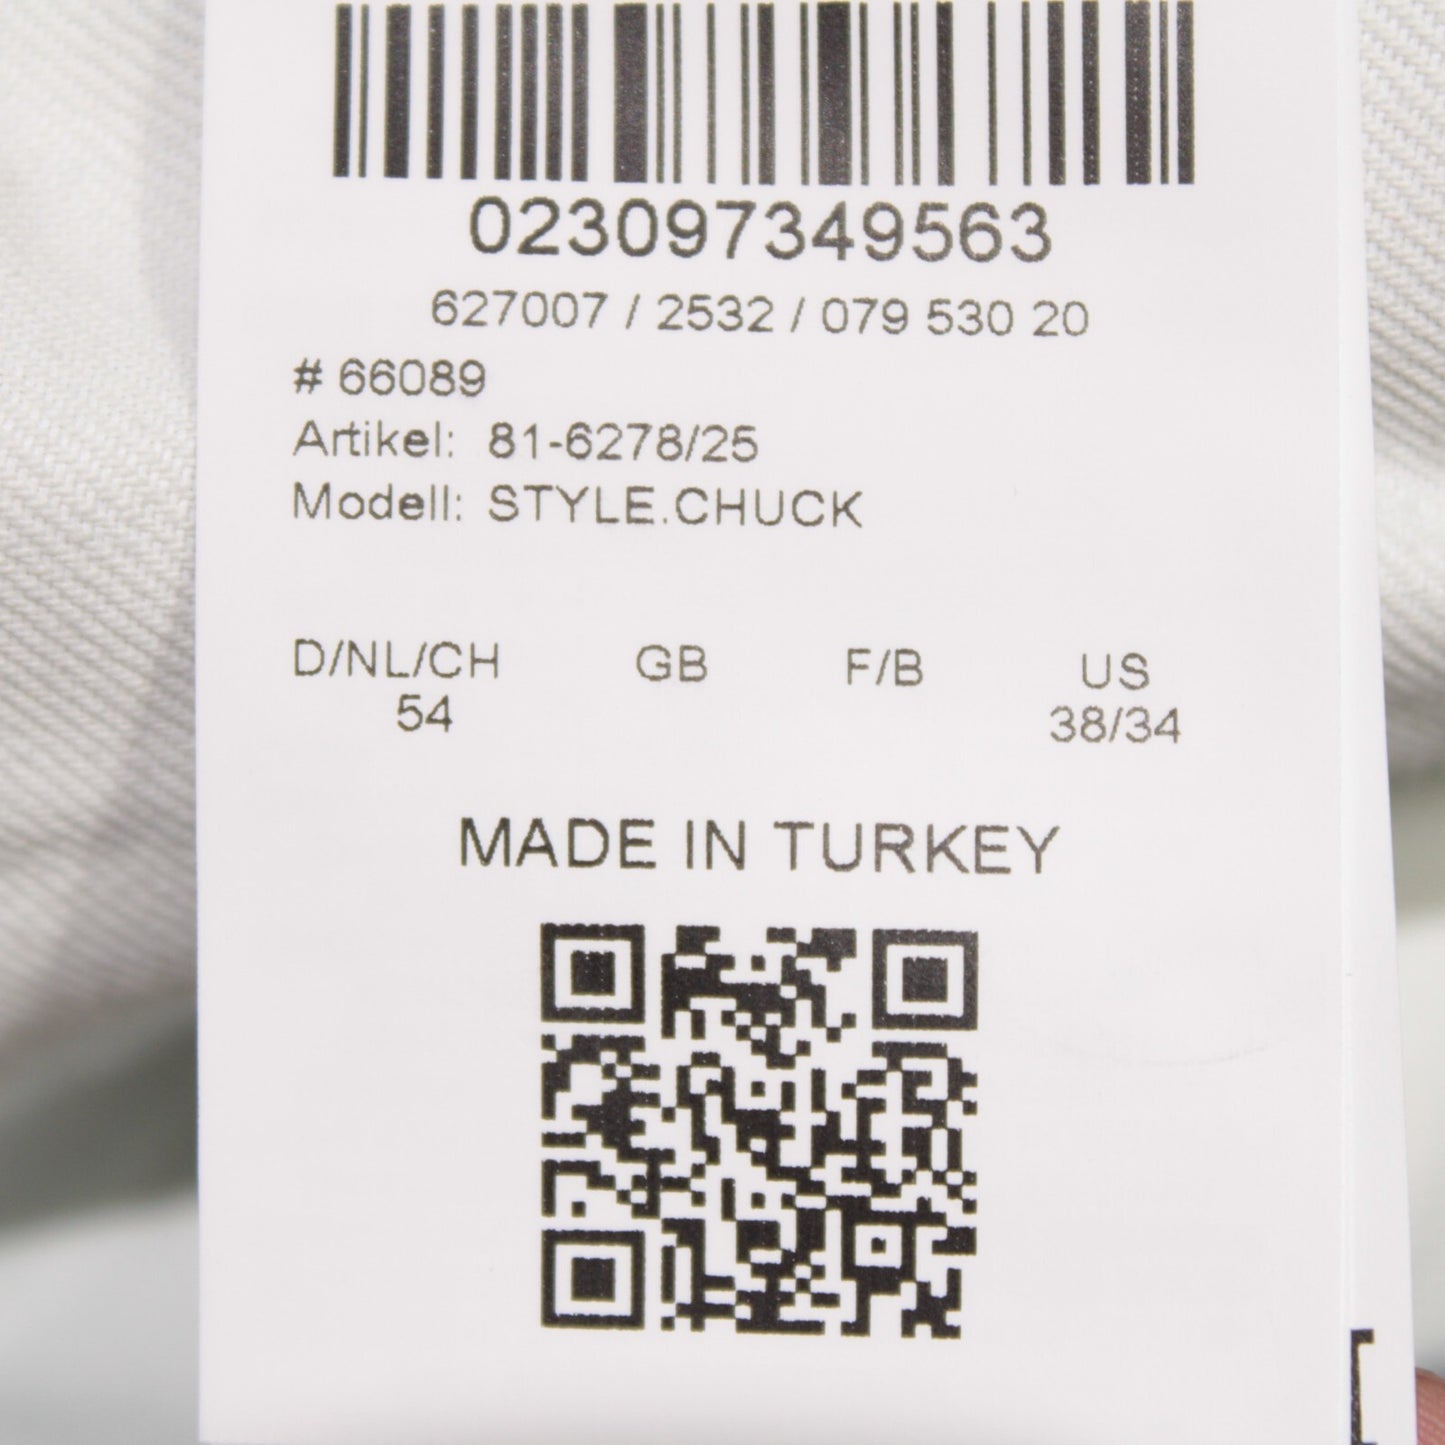 023097349563
627007 / 2532 / 079 530 20
# 66089
Artikel: 81-6278/25
Modell: STYLE.CHUCK
D/NL/CH GB F/B US
54 38/34
MADE IN TURKEY